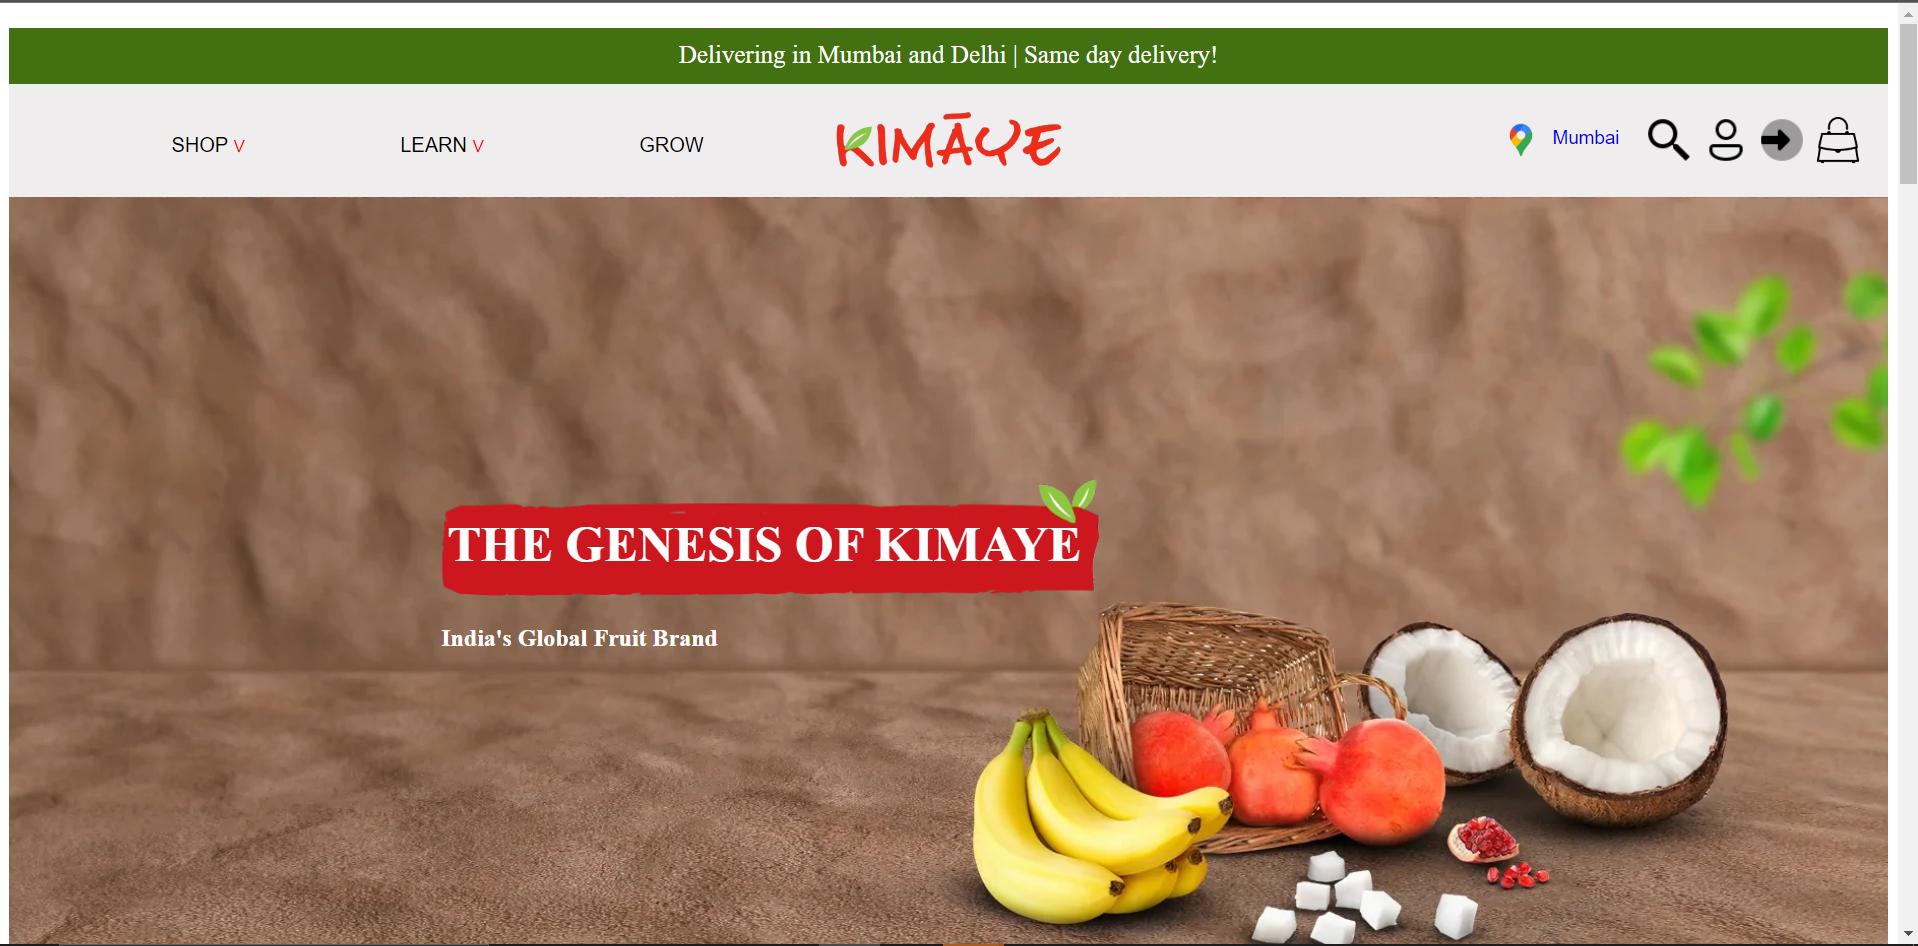 Delivering in Mumbai and Delhi | Same day delivery!
SHOP V LEARN V GROW KIMĀYE Mumbai
THE GENESIS OF KIMAYE
India's Global Fruit Brand